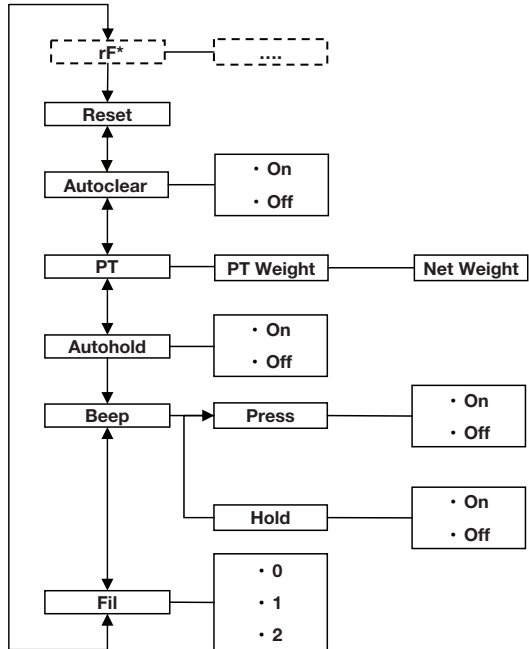 rF*
....
Reset
Autoclear
・ On
・ Off
PT
PT Weight
Net Weight
Autohold
・ On
・ Off
Beep
Press
・ On
・ Off
Hold
・ On
・ Off
Fil
・ 0
・ 1
・ 2